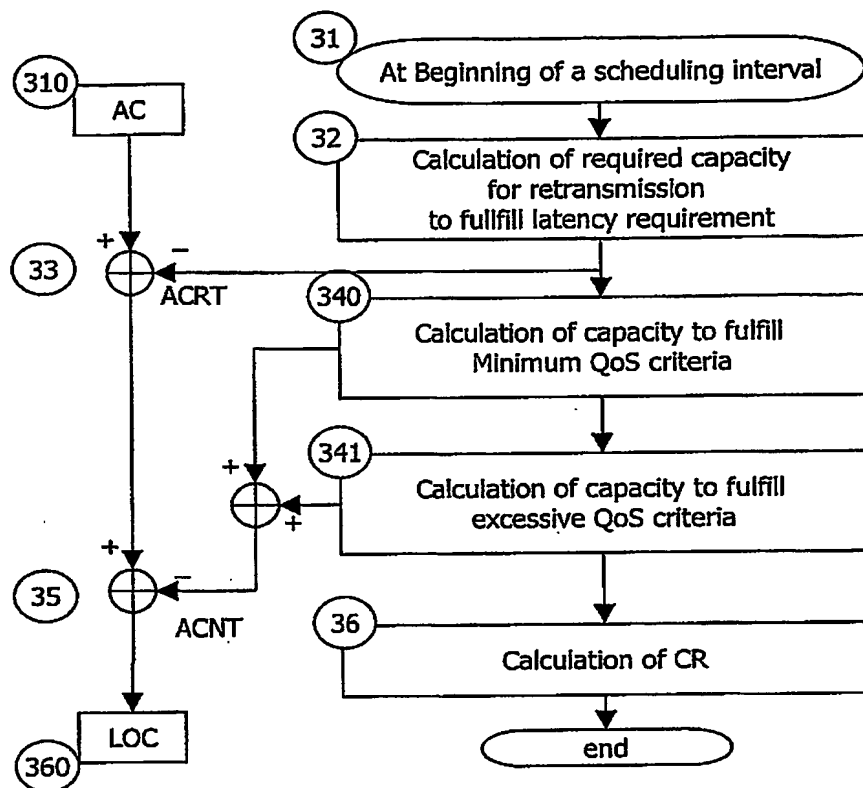 31
At Beginning of a scheduling interval
310
AC
32
Calculation of required capacity
for retransmission
to fullfill latency requirement
+
−
33
ACRT
340
Calculation of capacity to fulfill
Minimum QoS criteria
341
+
+
Calculation of capacity to fulfill
excessive QoS criteria
+
−
35
ACNT
36
Calculation of CR
LOC
360
end